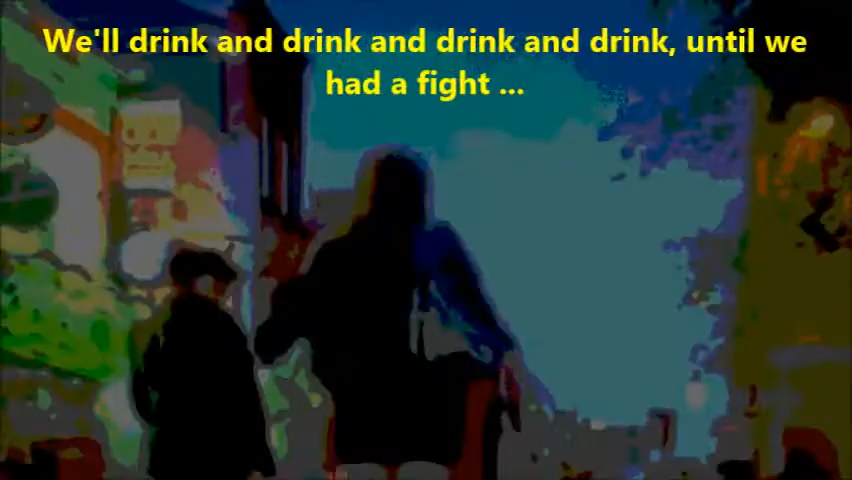 We'll drink and drink and drink and drink, until we
had a fight ...